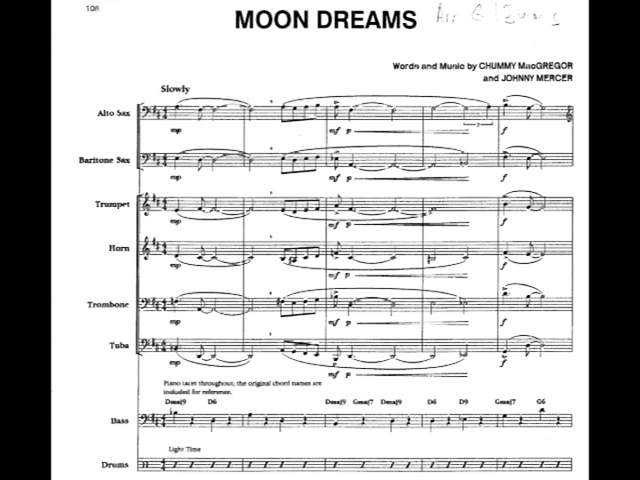 108
MOON DREAMS
Arr G. Evans
Words and Music by CHUMMY MacGREGOR
and JOHNNY MERCER
Slowly
Alto Sax
mp
mf p
3
f
Baritone Sax
mp
mf p
f
Trumpet
mp
mf p
f
Horn
mp
mf p
f
Trombone
mp
mf p
f
Tuba
mp
mf p
f
Piano tacet throughout; the original chord names are
included for reference.
Dmaj9 D6 Dmaj9 Gmaj7 Dmaj9 D6 D9 Gmaj7 G6
Bass
Light Time
Drums